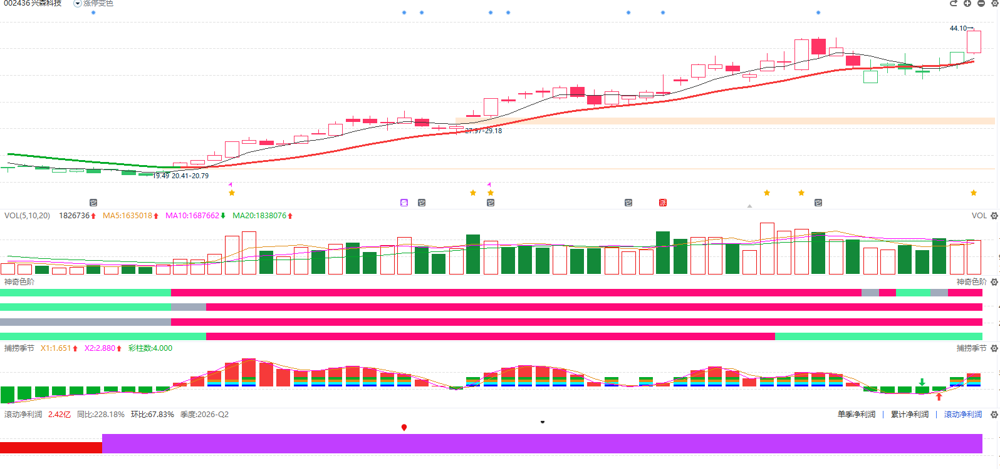 002436 兴森科技 涨停变色
44.10
27.97-29.18
19.49 20.41-20.79
VOL(5,10,20) 1826736 MA5:1635018 MA10:1687662 MA20:1838076 VOL
神奇色阶 神奇色阶
捕捞季节 X1:1.651 X2:2.880 彩柱数:4.000 捕捞季节
滚动净利润 2.42亿 同比:228.18% 环比:67.83% 季度:2026-Q2 单季净利润 | 累计净利润 | 滚动净利润